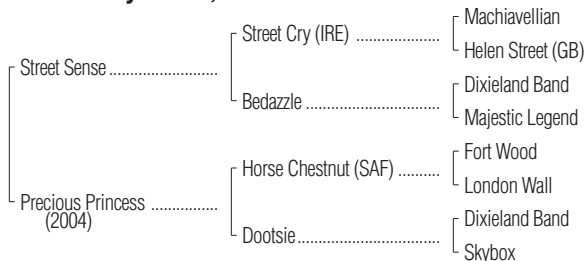 Machiavellian
Street Cry (IRE) ..................
Helen Street (GB)
Street Sense .......................
Dixieland Band
Bedazzle .............................
Majestic Legend
Fort Wood
Horse Chestnut (SAF) .........
London Wall
Precious Princess ................
(2004)
Dixieland Band
Dootsie ...............................
Skybox